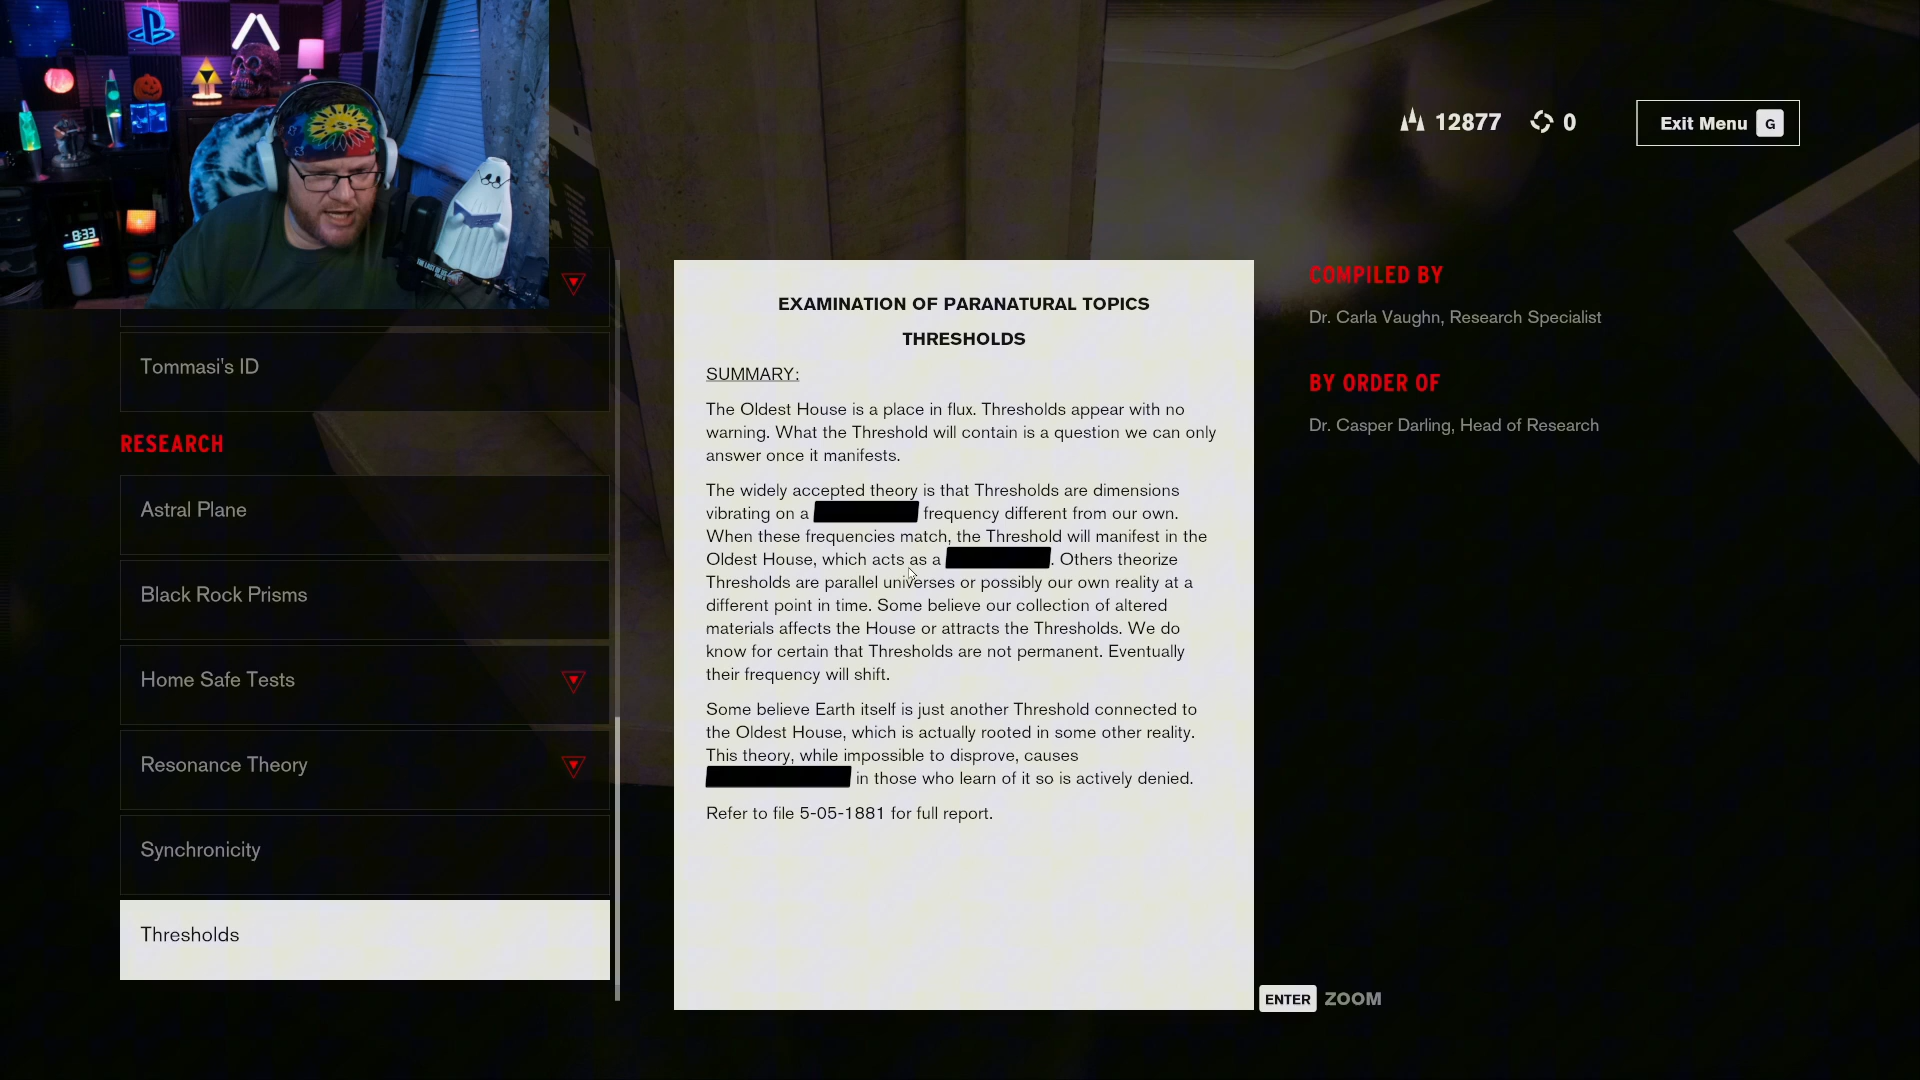 8:33
12877
0
Exit Menu G
Tommasi's ID
RESEARCH
Astral Plane
Black Rock Prisms
Home Safe Tests
Resonance Theory
Synchronicity
Thresholds
EXAMINATION OF PARANATURAL TOPICS
THRESHOLDS
SUMMARY:
The Oldest House is a place in flux. Thresholds appear with no
warning. What the Threshold will contain is a question we can only
answer once it manifests.
The widely accepted theory is that Thresholds are dimensions
vibrating on a frequency different from our own.
When these frequencies match, the Threshold will manifest in the
Oldest House, which acts as a . Others theorize
Thresholds are parallel universes or possibly our own reality at a
different point in time. Some believe our collection of altered
materials affects the House or attracts the Thresholds. We do
know for certain that Thresholds are not permanent. Eventually
their frequency will shift.
Some believe Earth itself is just another Threshold connected to
the Oldest House, which is actually rooted in some other reality.
This theory, while impossible to disprove, causes
in those who learn of it so is actively denied.
Refer to file 5-05-1881 for full report.
COMPILED BY
Dr. Carla Vaughn, Research Specialist
BY ORDER OF
Dr. Casper Darling, Head of Research
ENTER ZOOM